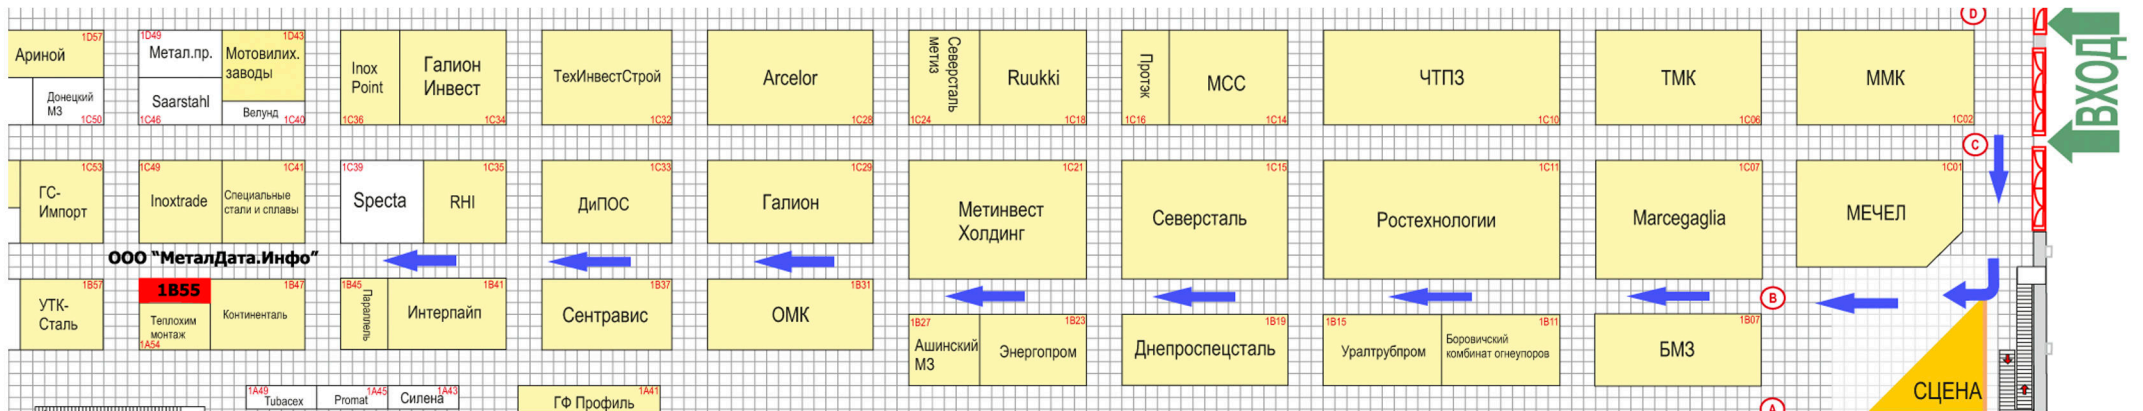 D
1D57
Ариной
Донецкий
МЗ
1C50
1D49
Метал.пр.
Saarstahl
1C46
1D43
Мотовилих.
заводы
Велунд
1C40
Inox
Point
1C36
Галион
Инвест
1C34
ТехИнвестСтрой
1C32
Arcelor
1C28
Северсталь
метиз
1C24
Ruukki
1C18
Протэк
1C16
МСС
1C14
ЧТПЗ
1C10
ТМК
1C06
ММК
1C02
ВХОД
C
1C53
ГС-
Импорт
1C49
Inoxtrade
1C41
Специальные
стали и сплавы
1C39
Specta
1C35
RHI
1C33
ДиПОС
1C29
Галион
1C21
Метинвест
Холдинг
1C15
Северсталь
1C11
Ростехнологии
1C07
Marcegaglia
1C01
МЕЧЕЛ
ООО "МеталДата.Инфо"
1B57
УТК-
Сталь
1B55
Теплохим
монтаж
1A54
1B47
Континенталь
1B45
Параллель
1B41
Интерпайп
1B37
Сентравис
1B31
ОМК
B
1B27
Ашинский
МЗ
1B23
Энергопром
1B19
Днепроспецсталь
1B15
Уралтрубпром
1B11
Боровичский
комбинат огнеупоров
1B07
БМЗ
СЦЕНА
1A49
Tubacex
1A45
Promat
1A43
Силена
1A41
ГФ Профиль
A